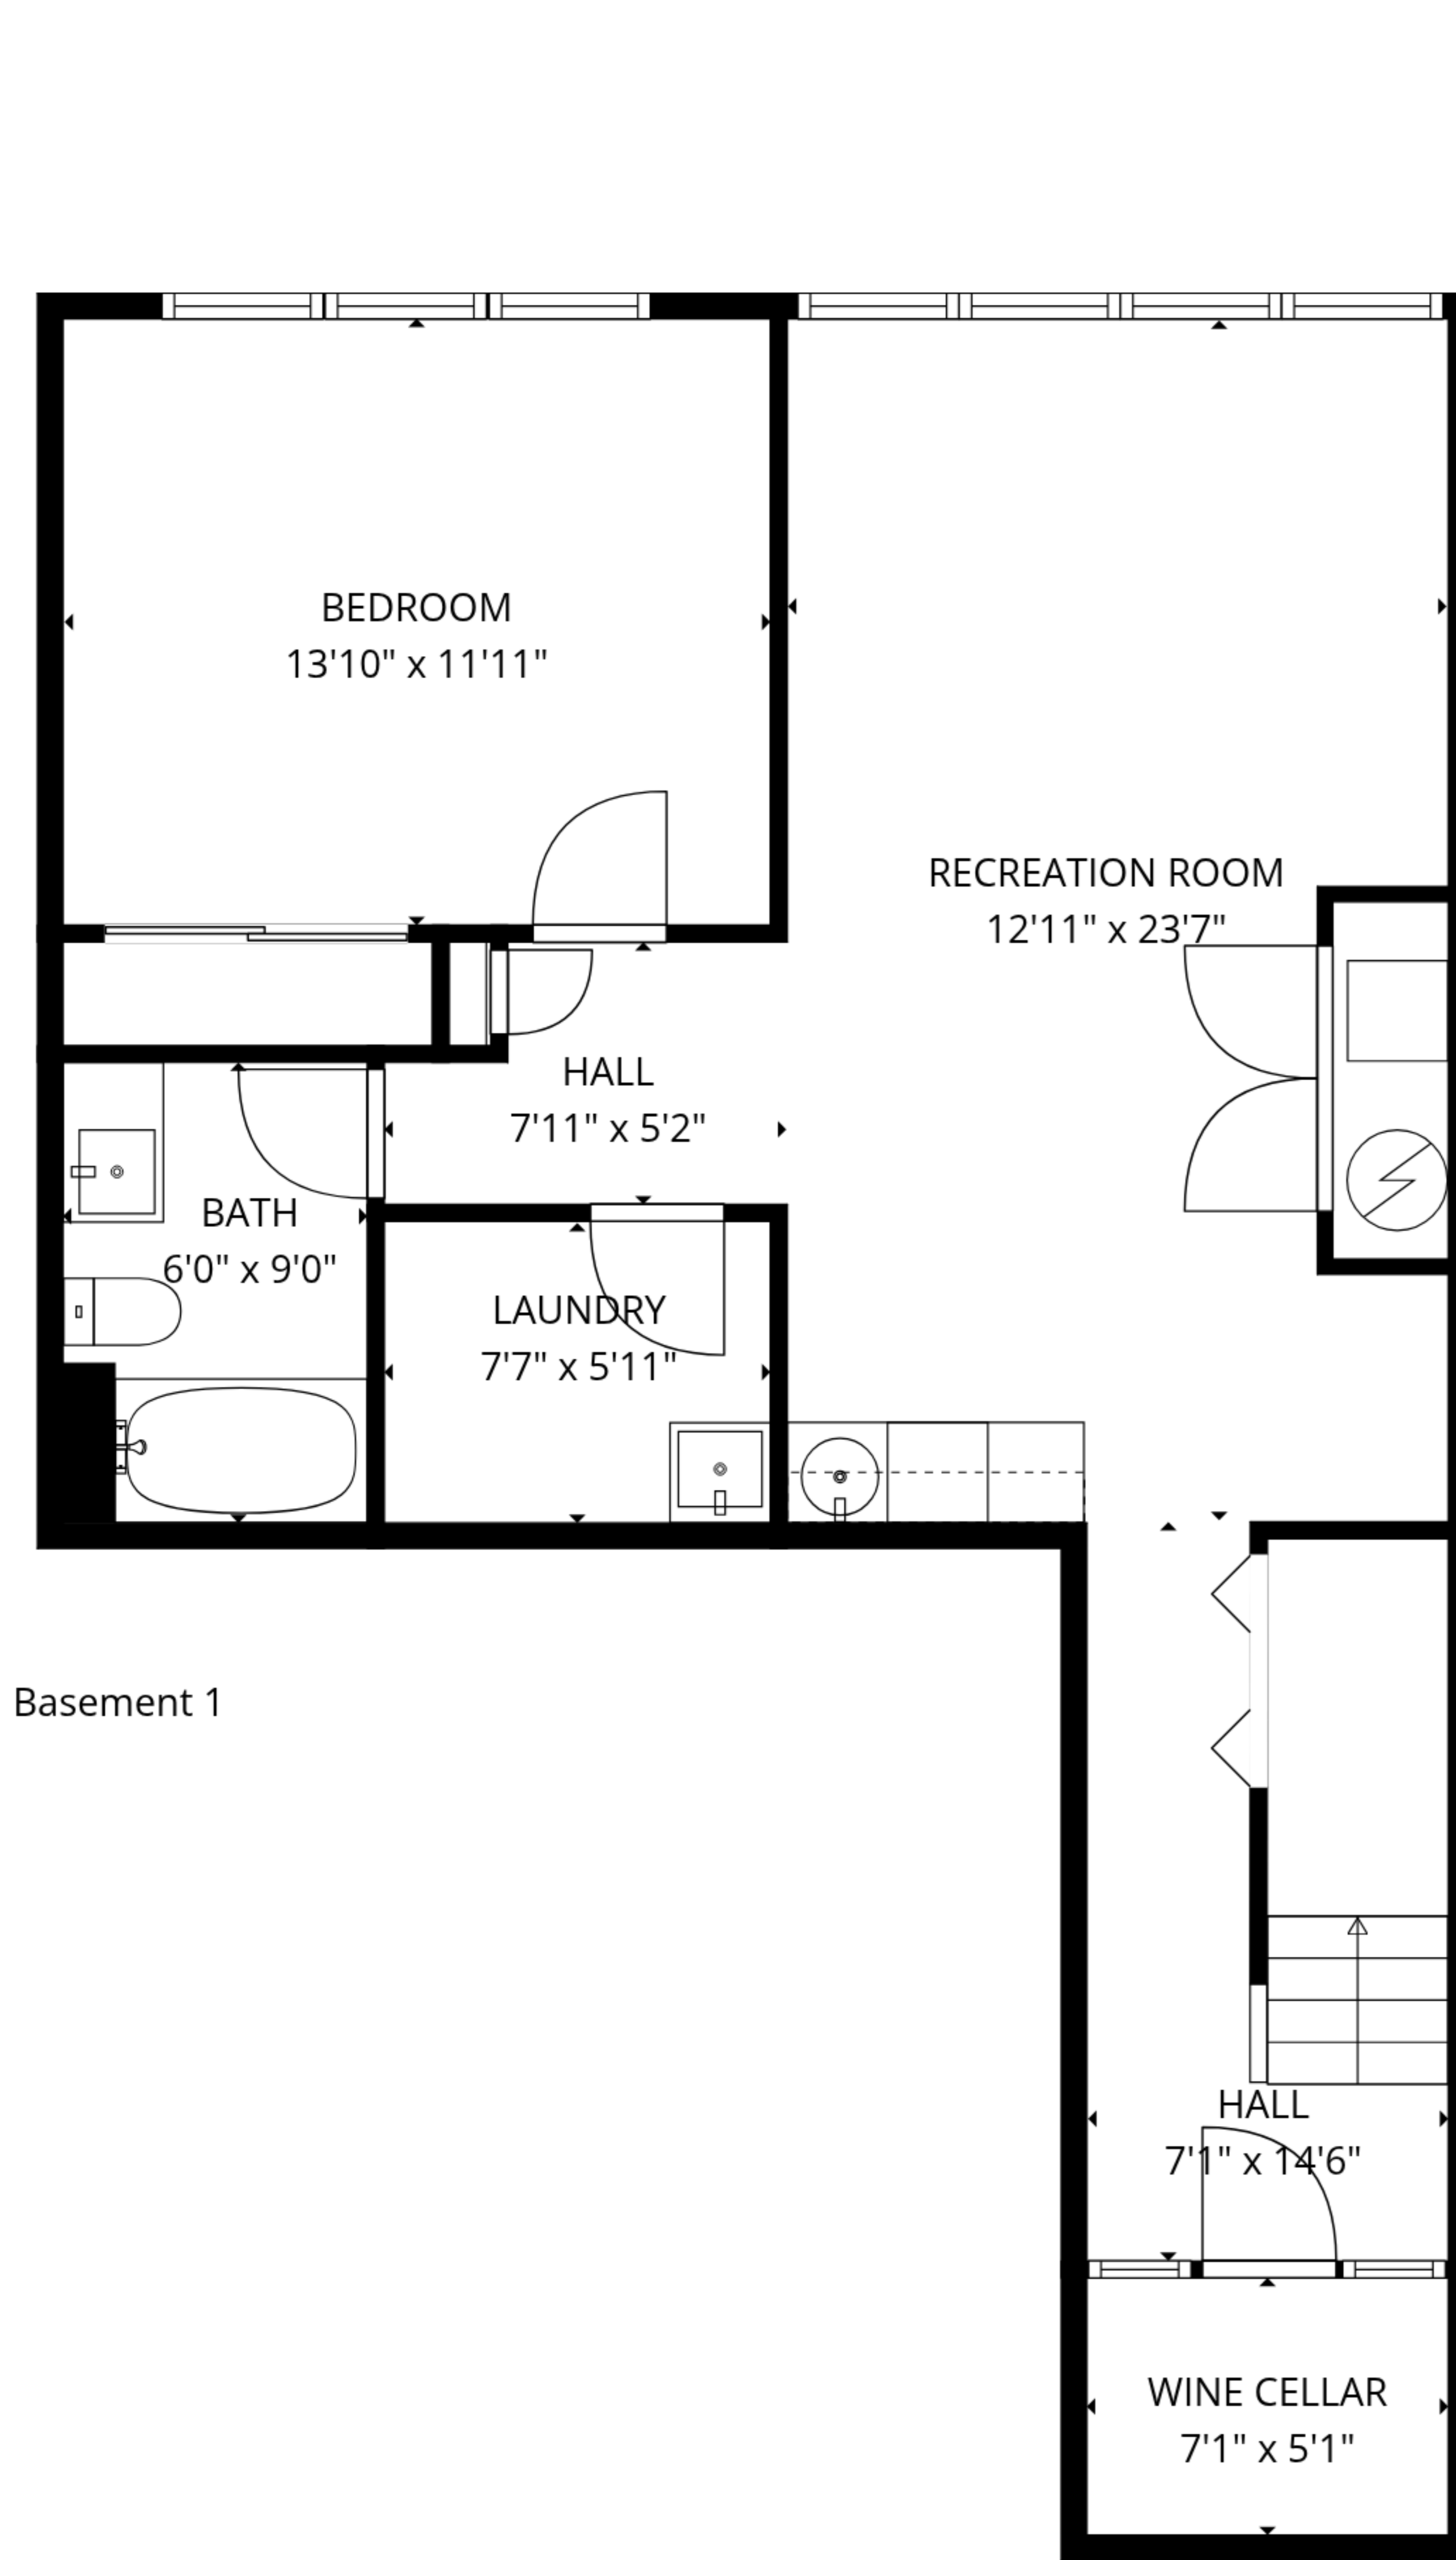 BEDROOM
13'10" x 11'11"
RECREATION ROOM
12'11" x 23'7"
HALL
7'11" x 5'2"
BATH
6'0" x 9'0"
LAUNDRY
7'7" x 5'11"
Basement 1
HALL
7'1" x 14'6"
WINE CELLAR
7'1" x 5'1"